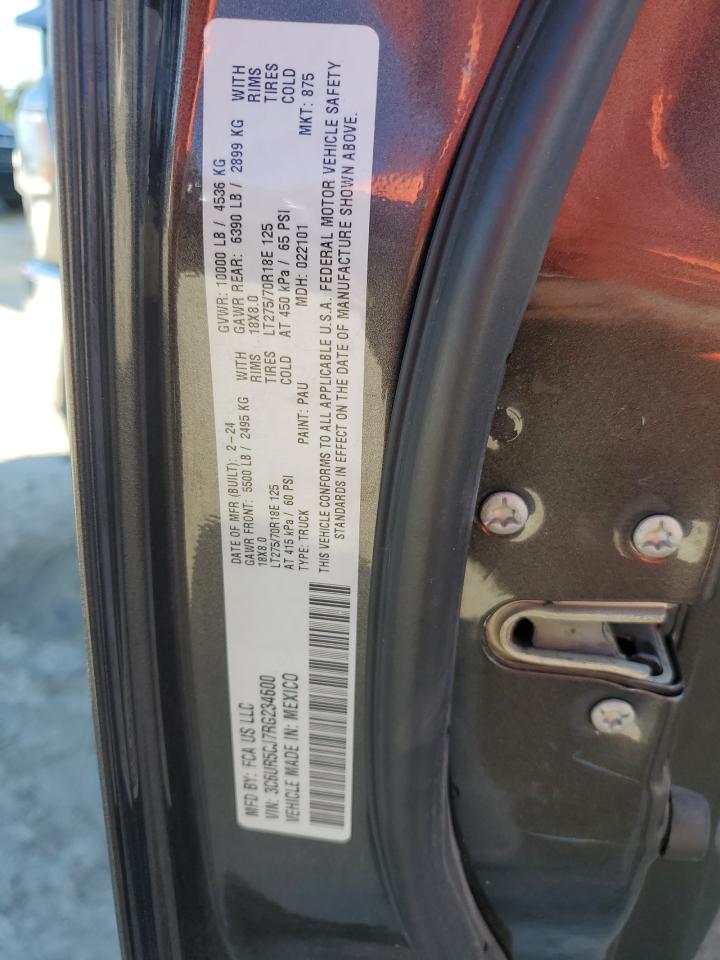 MFD BY: FCA US LLC
DATE OF MFR (BUILT): 2-24 GVWR: 10000 LB / 4536 KG
GAWR FRONT: 5500 LB / 2495 KG WITH GAWR REAR: 6390 LB / 2899 KG WITH
18X8.0 RIMS 18X8.0 RIMS
LT275/70R18E 125 TIRES LT275/70R18E 125 TIRES
AT 415 kPa / 60 PSI COLD AT 450 kPa / 65 PSI COLD
VIN: 3C6UR5CJ7RG234600 TYPE: TRUCK PAINT: PAU MDH: 022101 MKT: 875
VEHICLE MADE IN: MEXICO
THIS VEHICLE CONFORMS TO ALL APPLICABLE U.S.A. FEDERAL MOTOR VEHICLE SAFETY
STANDARDS IN EFFECT ON THE DATE OF MANUFACTURE SHOWN ABOVE.